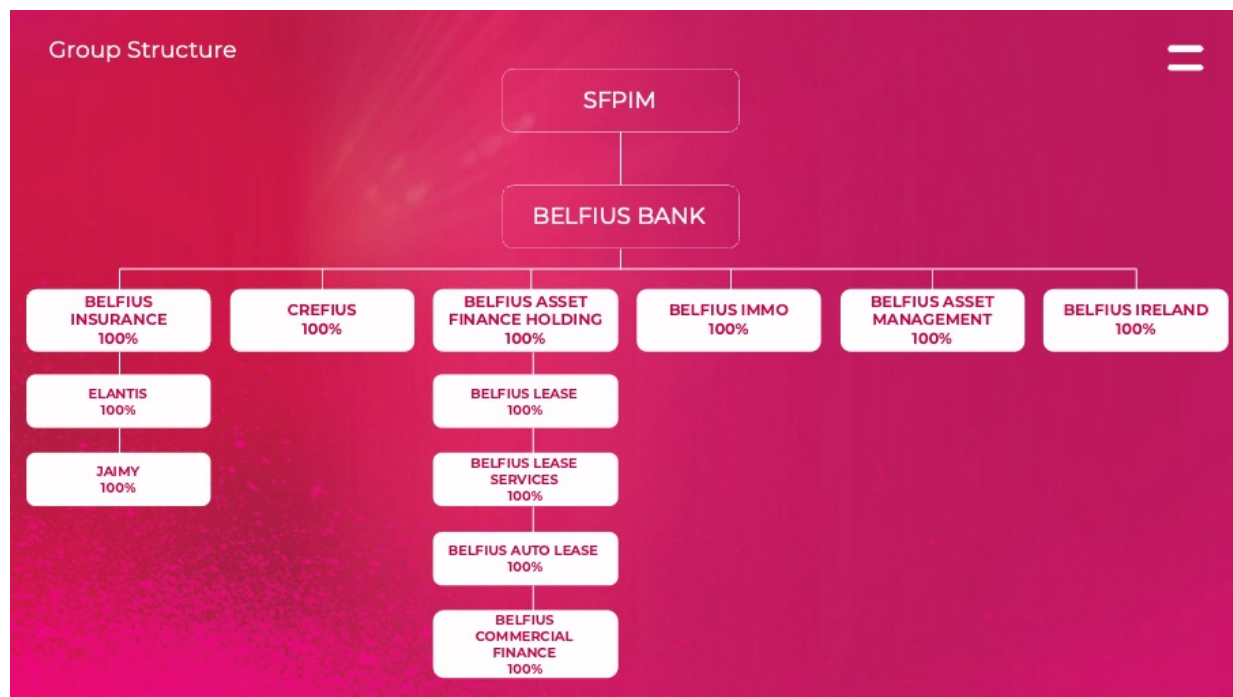 Group Structure
SFPIM
BELFIUS BANK
BELFIUS
INSURANCE
100%
CREFIUS
100%
BELFIUS ASSET
FINANCE HOLDING
100%
BELFIUS IMMO
100%
BELFIUS ASSET
MANAGEMENT
100%
BELFIUS IRELAND
100%
ELANTIS
100%
JAIMY
100%
BELFIUS LEASE
100%
BELFIUS LEASE
SERVICES
100%
BELFIUS AUTO LEASE
100%
BELFIUS
COMMERCIAL
FINANCE
100%